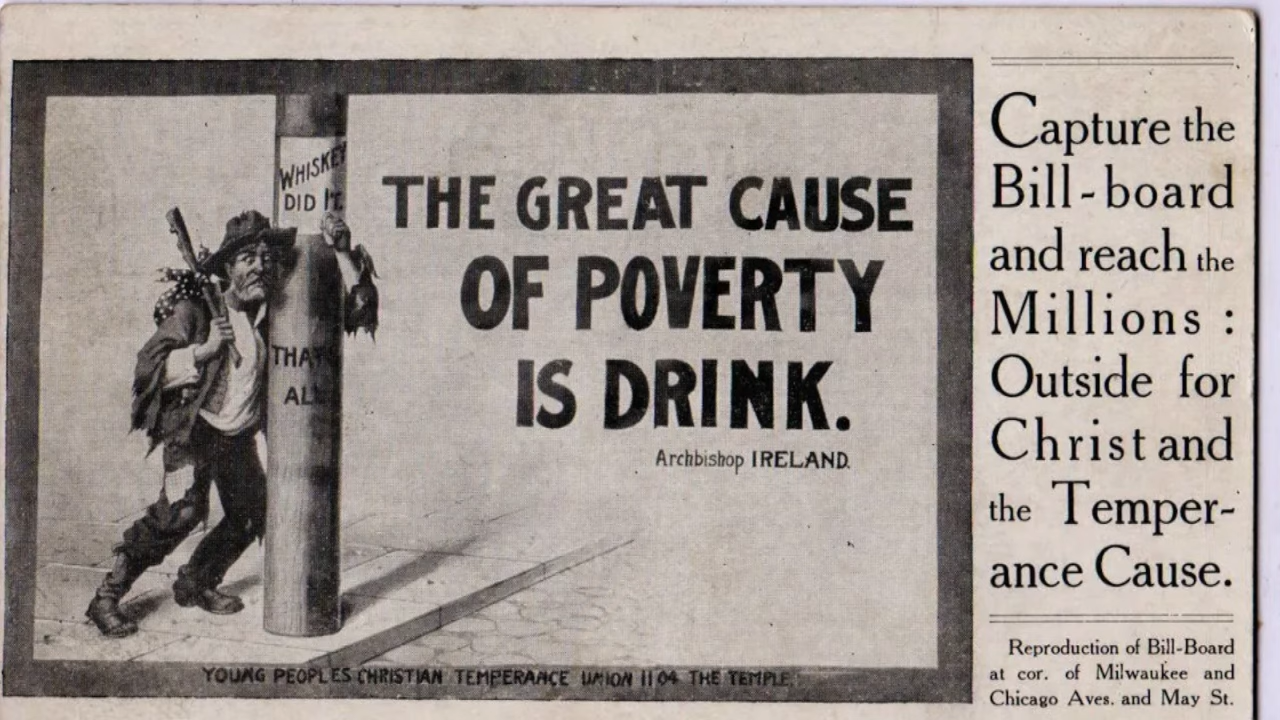 WHISKEY
DID IT.
THAT'S
ALL
THE GREAT CAUSE
OF POVERTY
IS DRINK.
Archbishop IRELAND.
YOUNG PEOPLES CHRISTIAN TEMPERANCE UNION 1104 THE TEMPLE.
Capture the
Bill-board
and reach the
Millions :
Outside for
Christ and
the Temper-
ance Cause.
Reproduction of Bill-Board
at cor. of Milwaukee and
Chicago Aves. and May St.